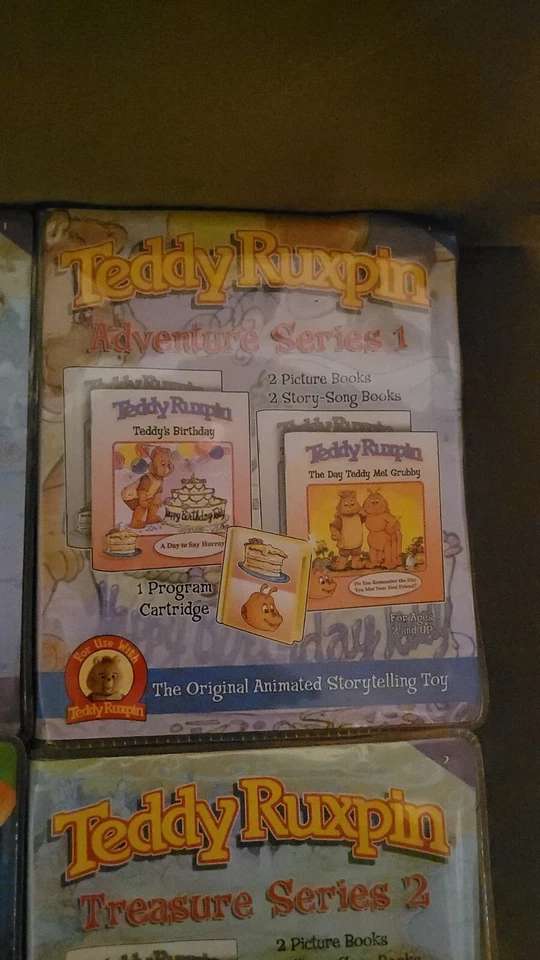 Teddy Ruxpin
Adventure Series 1
2 Picture Books
2 Story-Song Books
Teddy Ruxpin
Teddy's Birthday
Happy Birthday Teddy
A Day to Say Hurray
Teddy Ruxpin
The Day Teddy Met Grubby
Do You Remember the Day
You Met Your Best Friend?
1 Program
Cartridge
For Ages
2 and Up
For Use With
Teddy Ruxpin
The Original Animated Storytelling Toy
Teddy Ruxpin
Treasure Series 2
2 Picture Books